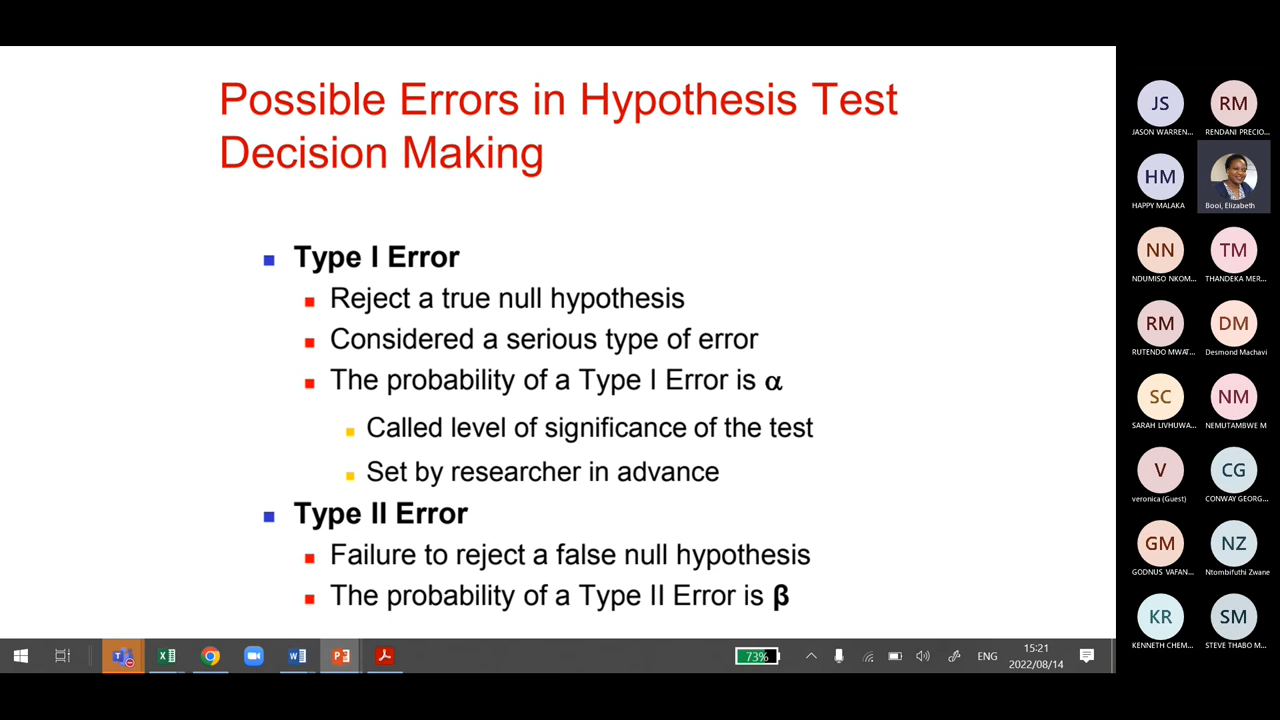 Possible Errors in Hypothesis Test
Decision Making
Type I Error
Reject a true null hypothesis
Considered a serious type of error
The probability of a Type I Error is α
Called level of significance of the test
Set by researcher in advance
Type II Error
Failure to reject a false null hypothesis
The probability of a Type II Error is β
JS
JASON WARREN...
RM
RENDANI PRECIO...
HM
HAPPY MALAKA
Booi, Elizabeth
NN
NDUMISO NKOM...
TM
THANDEKA MER...
RM
RUTENDO MWAT...
DM
Desmond Machavi
SC
SARAH LIVHUWA...
NM
NEMUTAMBWE M
V
veronica (Guest)
CG
CONWAY GEORG...
GM
GODNUS VAFAN...
NZ
Ntombifuthi Zwane
KR
KENNETH CHEM...
SM
STEVE THABO M...
73%
ENG
15:21
2022/08/14